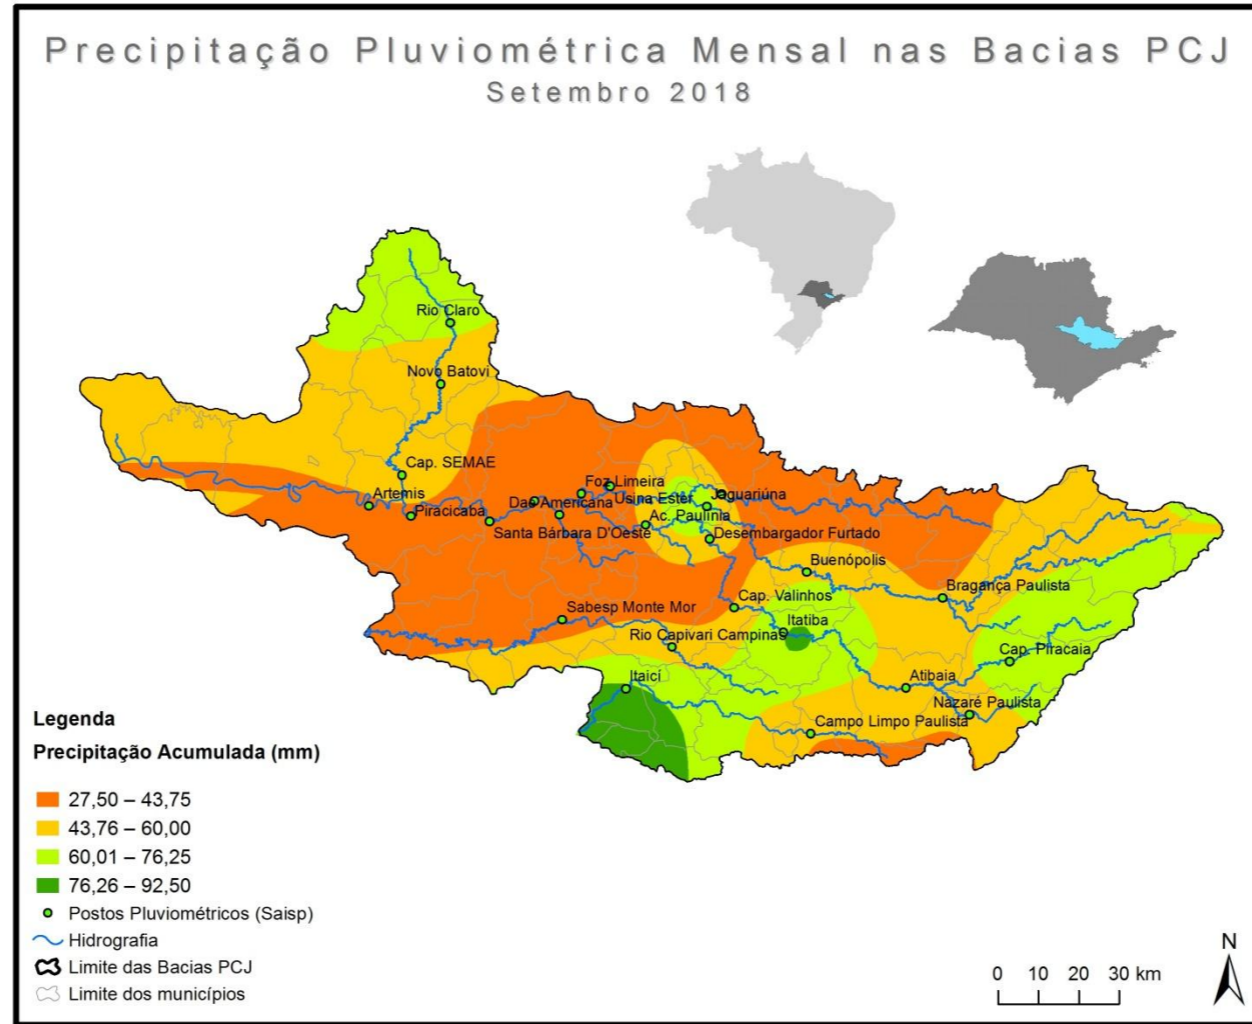 Precipitação Pluviométrica Mensal nas Bacias PCJ
Setembro 2018
Rio Claro
Novo Batovi
Cap. SEMAE
Artemis
Piracicaba
Foz Limeira
Dae Americana
Usina Ester
Jaguariúna
Ac. Paulínia
Santa Bárbara D'Oeste
Desembargador Furtado
Buenópolis
Bragança Paulista
Cap. Valinhos
Sabesp Monte Mor
Itatiba
Rio Capivari Campinas
Cap. Piracaia
Itaicí
Atibaia
Nazaré Paulista
Campo Limpo Paulista
Legenda
Precipitação Acumulada (mm)
27,50 – 43,75
43,76 – 60,00
60,01 – 76,25
76,26 – 92,50
Postos Pluviométricos (Saisp)
Hidrografia
Limite das Bacias PCJ
Limite dos municípios
N
0 10 20 30 km